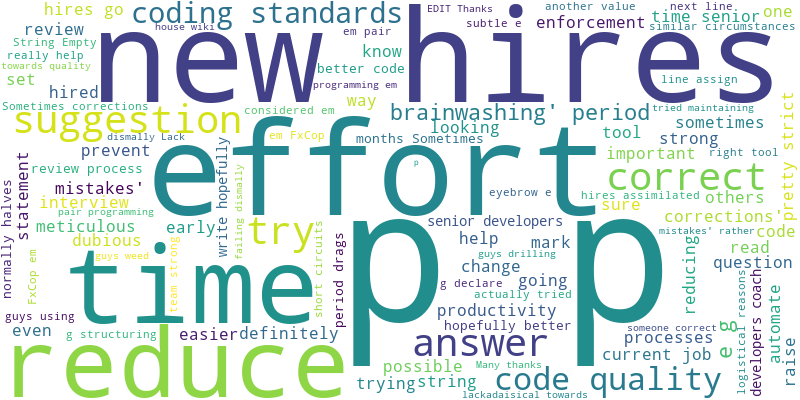 hires go
coding standards
EDIT Thanks
another value
next line
review
house wiki
em pair
subtle e
enforcement
time senior
one
String Empty
new hires
know
similar circumstances
really help
towards quality
better code
set
hired
programming em
line assign
Sometimes corrections
considered em
way
brainwashing' period
tried maintaining
suggestion
looking
sometimes
dismally Lack
em FxCop
months Sometimes
tool
strong
prevent
effort
important
right tool
review process
p
correct
pretty strict
mistakes'
eyebrow e
hires assimilated
others
interview
statement
write hopefully
failing dismally
pair programming
senior developers
sure
corrections'
meticulous
early
try
help
mark
mistakes' rather
code
dubious
guys drilling
read
normally halves
FxCop em
guys weed
team strong
short circuits
period drags
change
going
reducing
question
time
p p
g declare
actually tried
g structuring
productivity
logistical reasons
developers coach
automate
guys using
hopefully better
someone correct
even
easier
definitely
processes
reduce
answer
possible
current job
e g
raise
Many thanks
trying
string
code quality
lackadaisical towards